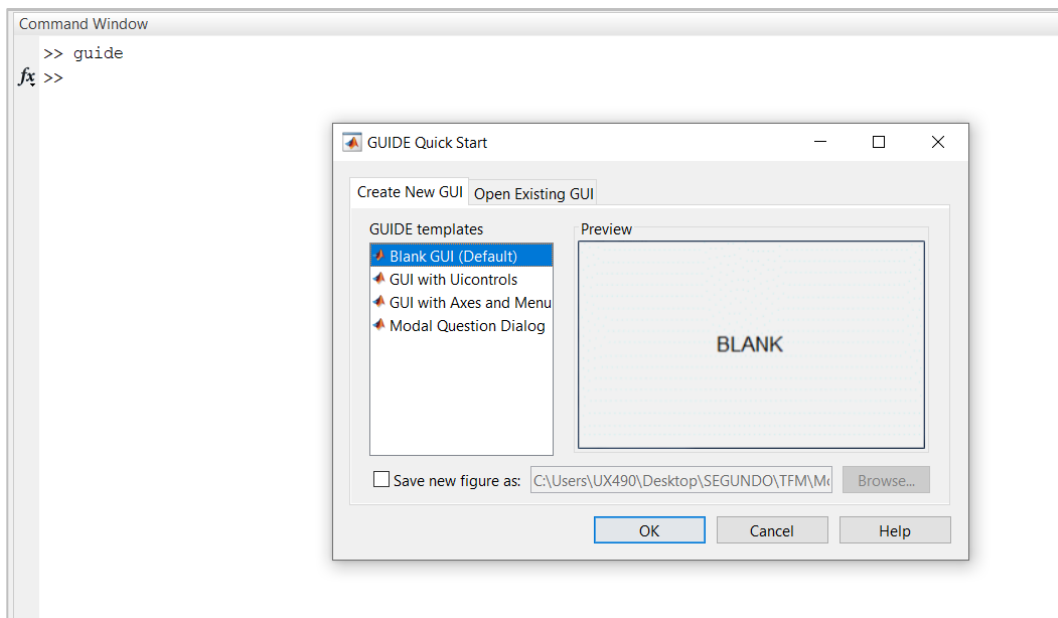 Command Window
>> guide
fx >>
GUIDE Quick Start
Create New GUI Open Existing GUI
GUIDE templates
Preview
Blank GUI (Default)
GUI with Uicontrols
GUI with Axes and Menu
Modal Question Dialog
BLANK
Save new figure as: C:\Users\UX490\Desktop\SEGUNDO\TFM\Mo Browse...
OK Cancel Help